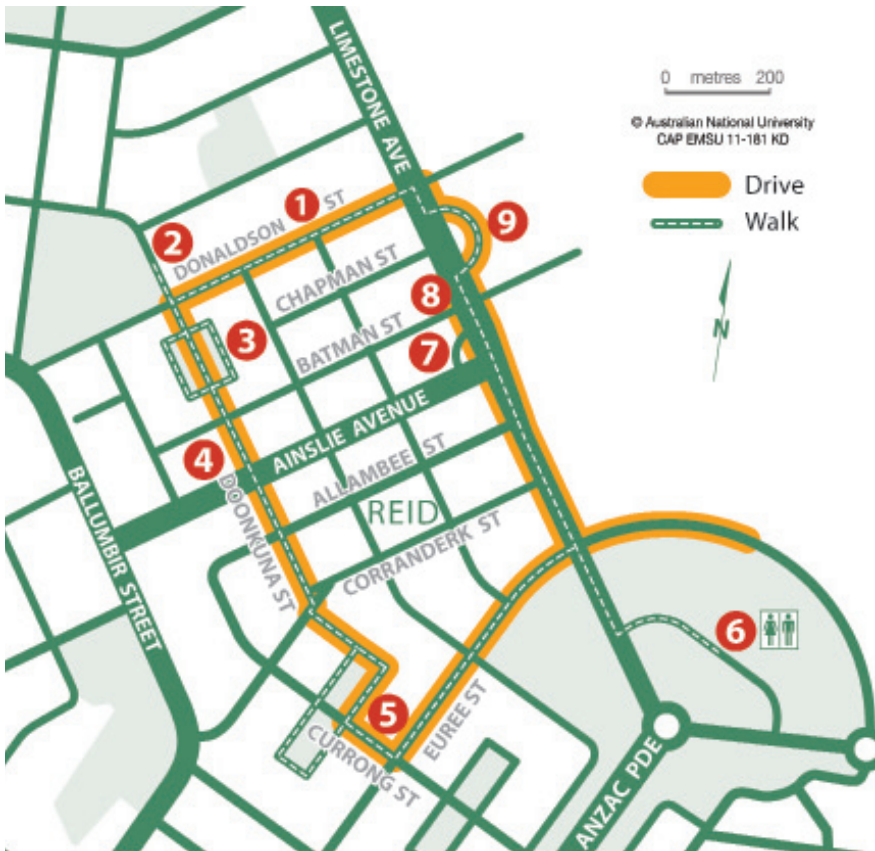 LIMESTONE AVE
0 metres 200
© Australian National University
CAP EMSU 11-181 KD
Drive
Walk
1
DONALDSON ST
2
9
CHAPMAN ST
N
8
3
BATMAN ST
7
AINSLIE AVENUE
4
ALLAMBEE ST
REID
DOONKUNA ST
CORRANDERK ST
BALLUMBIR STREET
6
5
EUREE ST
CURRONG ST
ANZAC PDE